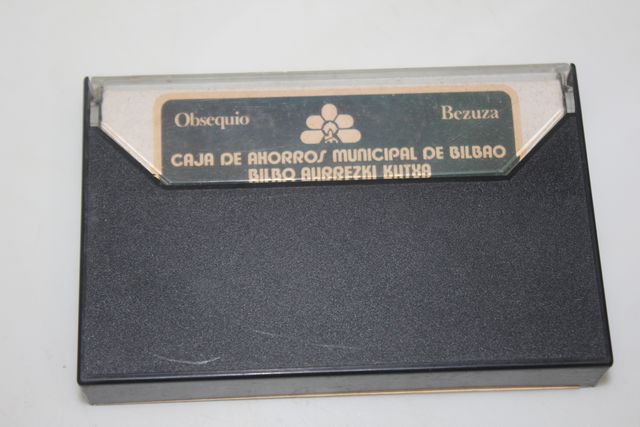 Obsequio Bezuza
CAJA DE AHORROS MUNICIPAL DE BILBAO
BILBO AURREZKI KUTXA